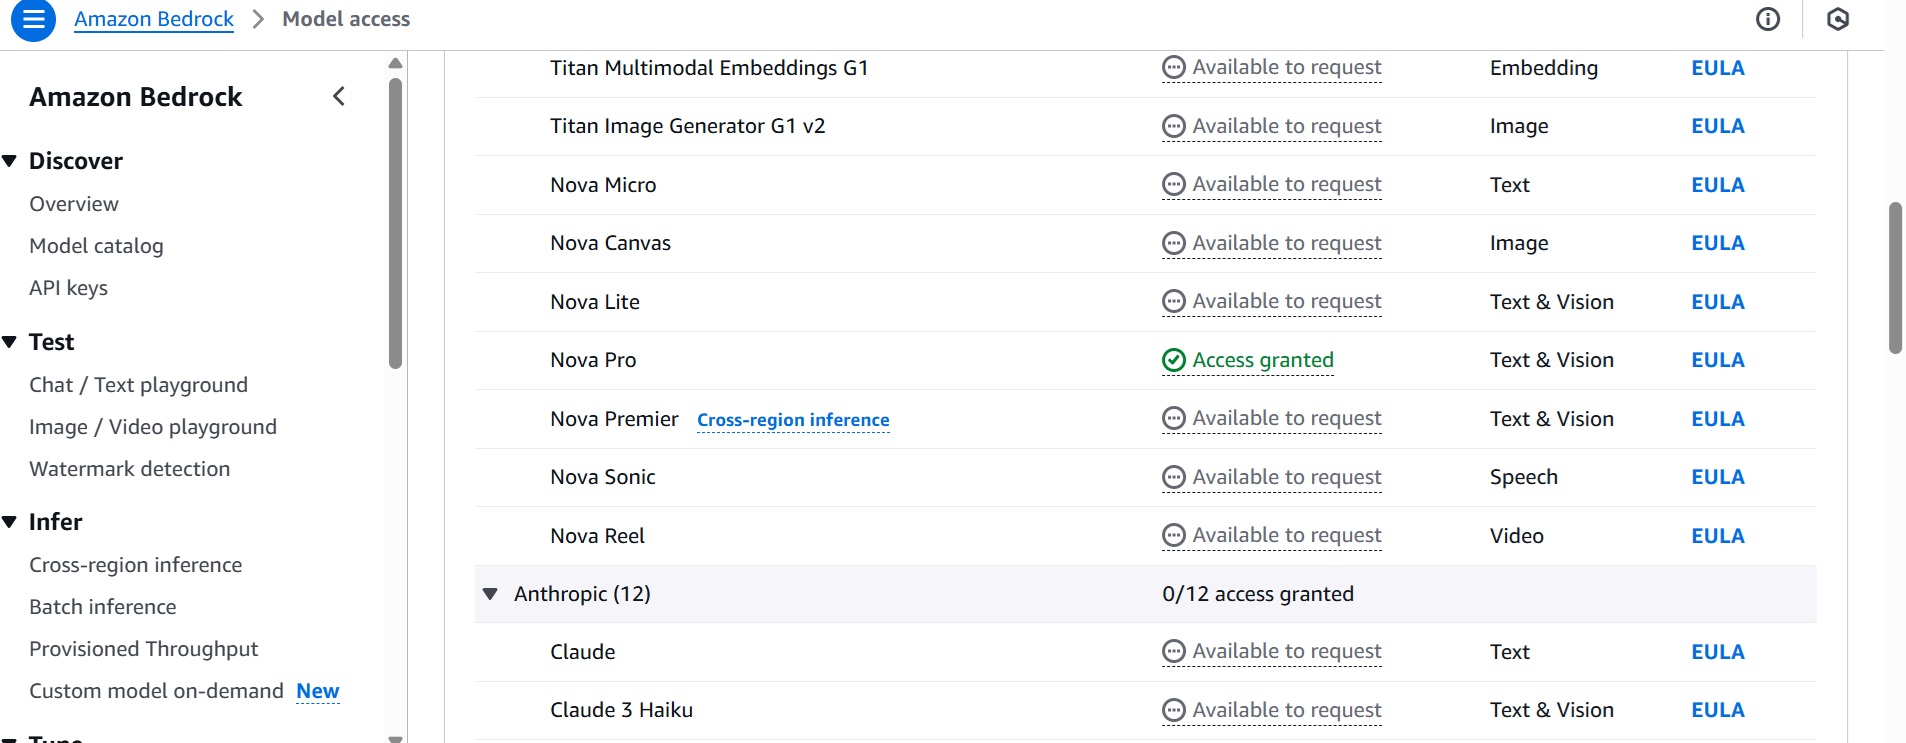 Amazon Bedrock > Model access
Amazon Bedrock
Discover
Overview
Model catalog
API keys
Test
Chat / Text playground
Image / Video playground
Watermark detection
Infer
Cross-region inference
Batch inference
Provisioned Throughput
Custom model on-demand New
Tune
Titan Multimodal Embeddings G1 Available to request Embedding EULA
Titan Image Generator G1 v2 Available to request Image EULA
Nova Micro Available to request Text EULA
Nova Canvas Available to request Image EULA
Nova Lite Available to request Text & Vision EULA
Nova Pro Access granted Text & Vision EULA
Nova Premier Cross-region inference Available to request Text & Vision EULA
Nova Sonic Available to request Speech EULA
Nova Reel Available to request Video EULA
Anthropic (12) 0/12 access granted
Claude Available to request Text EULA
Claude 3 Haiku Available to request Text & Vision EULA